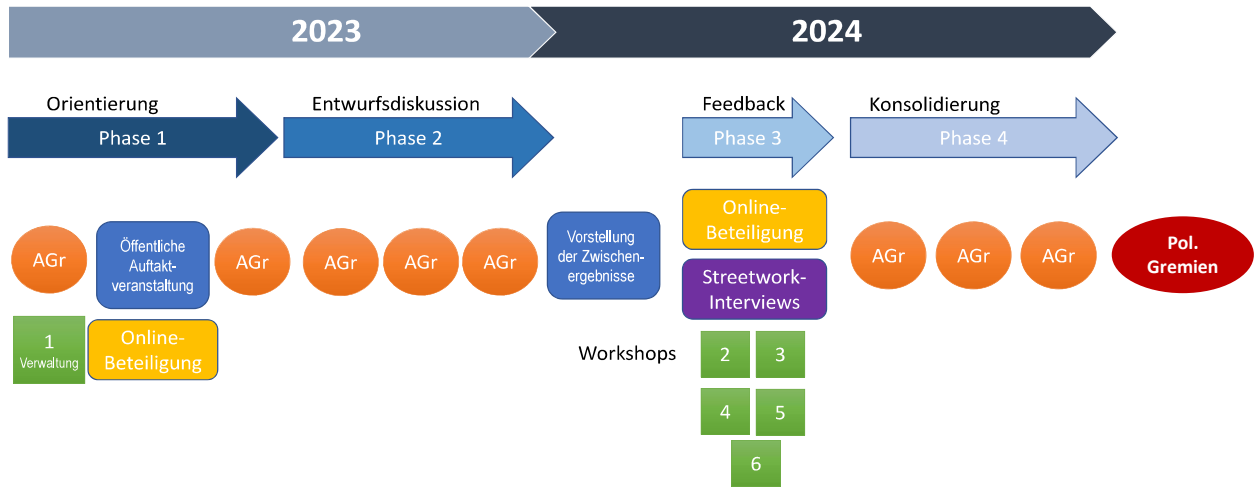 2023
2024
Orientierung
Entwurfsdiskussion
Feedback
Konsolidierung
Phase 1
Phase 2
Phase 3
Phase 4
AGr
Öffentliche
Auftakt-
veranstaltung
AGr
AGr
AGr
AGr
Vorstellung
der Zwischen-
ergebnisse
Online-
Beteiligung
Streetwork-
Interviews
AGr
AGr
AGr
Pol.
Gremien
1
Verwaltung
Online-
Beteiligung
Workshops
2
3
4
5
6